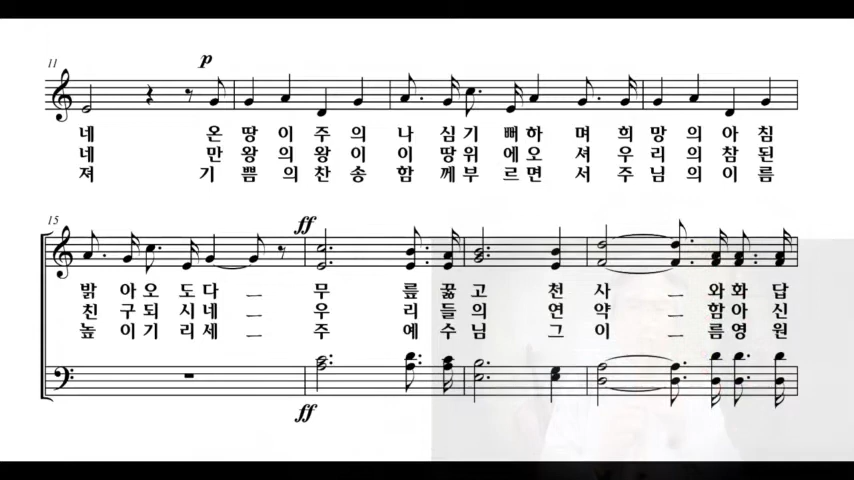 11
p
네 온 땅 이 주 의 나 심 기 뻐 하 며 희 망 의 아 침
네 만 왕 의 왕 이 이 땅 위 에 오 셔 우 리 의 참 된
져 기 쁨 의 찬 송 함 께 부 르 면 서 주 님 의 이 름
15
ff
밝 아 오 도 다 _ 무 릎 꿇 고 천 사 _ 와 화 답
친 구 되 시 네 _ 우 리 들 의 연 약 _ 함 아 신
높 이 기 리 세 _ 주 예 수 님 그 이 _ 름 영 원
ff